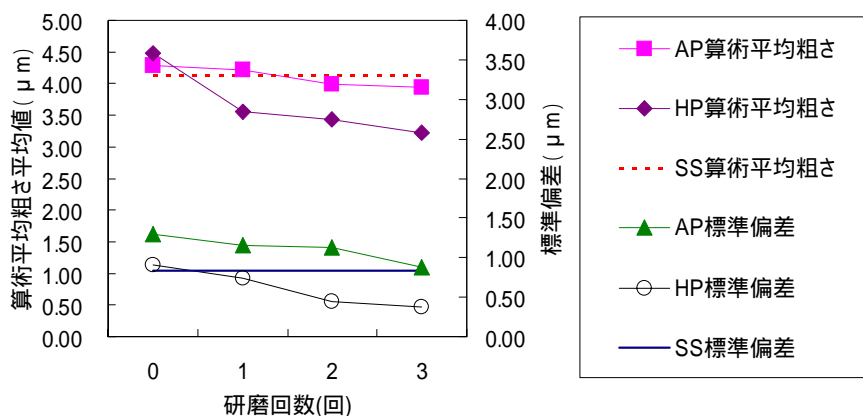 算術平均粗さ平均値(μm)
5.00
4.50
4.00
3.50
3.00
2.50
2.00
1.50
1.00
0.50
0.00
0 1 2 3
研磨回数(回)
4.00
3.50
3.00
2.50
2.00
1.50
1.00
0.50
0.00
標準偏差(μm)
AP算術平均粗さ
HP算術平均粗さ
SS算術平均粗さ
AP標準偏差
HP標準偏差
SS標準偏差